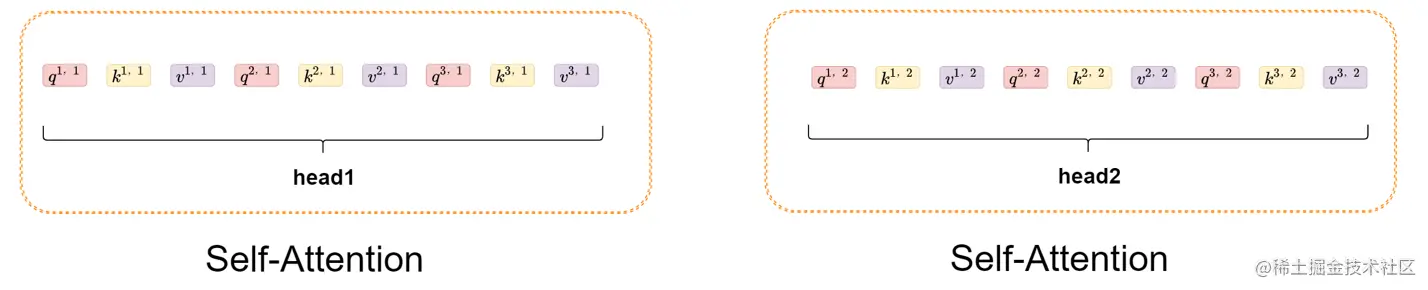 q^{1, 1} k^{1, 1} v^{1, 1} q^{2, 1} k^{2, 1} v^{2, 1} q^{3, 1} k^{3, 1} v^{3, 1}
head1
Self-Attention
q^{1, 2} k^{1, 2} v^{1, 2} q^{2, 2} k^{2, 2} v^{2, 2} q^{3, 2} k^{3, 2} v^{3, 2}
head2
Self-Attention
@稀土掘金技术社区